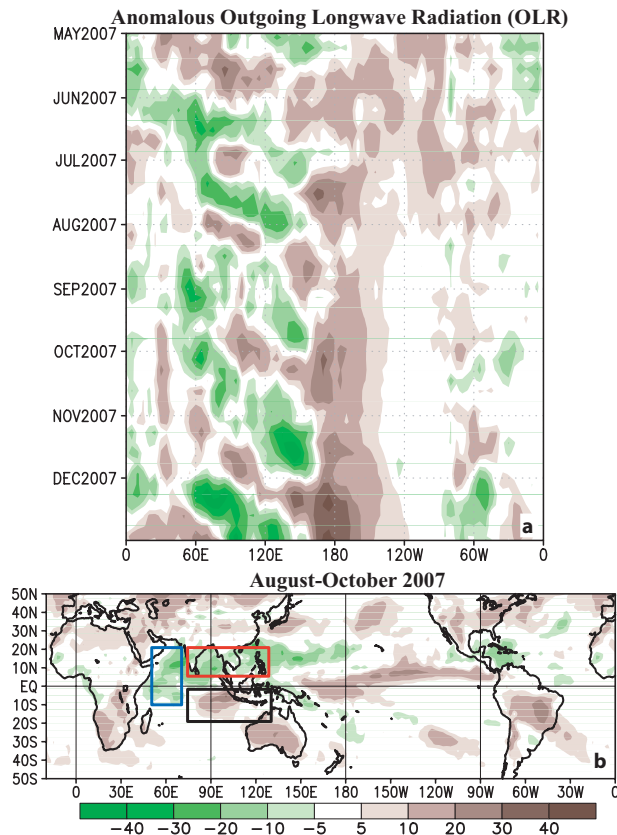 Anomalous Outgoing Longwave Radiation (OLR)
MAY2007
JUN2007
JUL2007
AUG2007
SEP2007
OCT2007
NOV2007
DEC2007
a
0 60E 120E 180 120W 60W 0
August-October 2007
50N
40N
30N
20N
10N
EQ
10S
20S
30S
40S
50S
b
0 30E 60E 90E 120E 150E 180 150W 120W 90W 60W 30W 0
−40 −30 −20 −10 −5 5 10 20 30 40